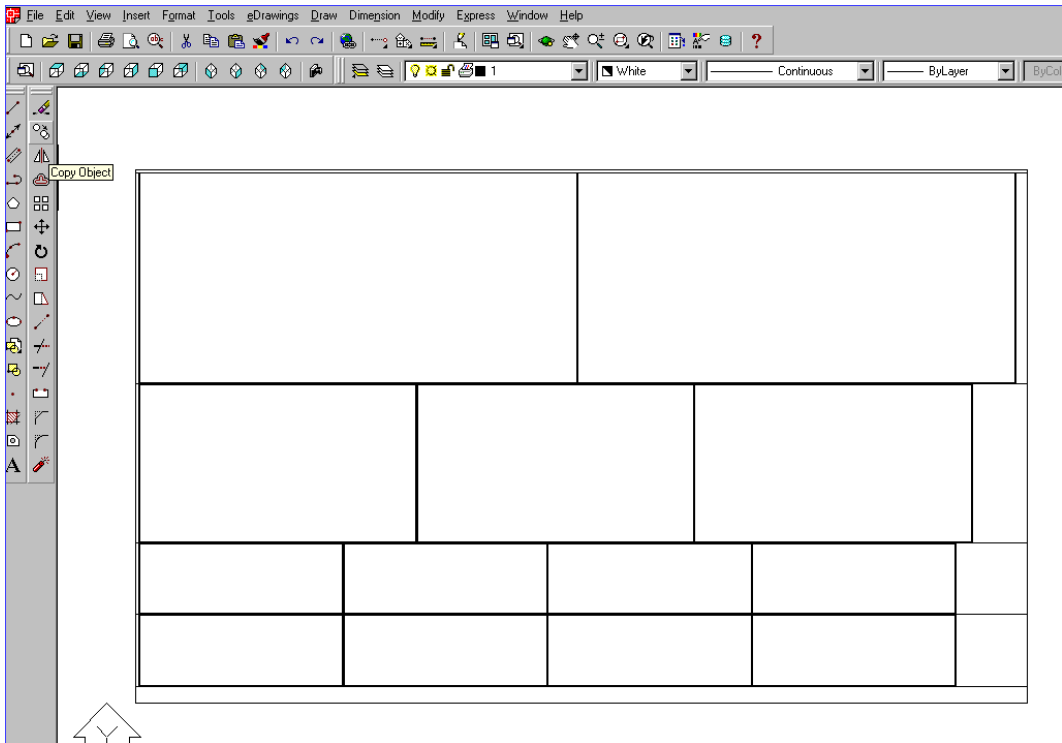 File Edit View Insert Format Tools eDrawings Draw Dimension Modify Express Window Help
1 White Continuous ByLayer ByCol
Copy Object
A
Y